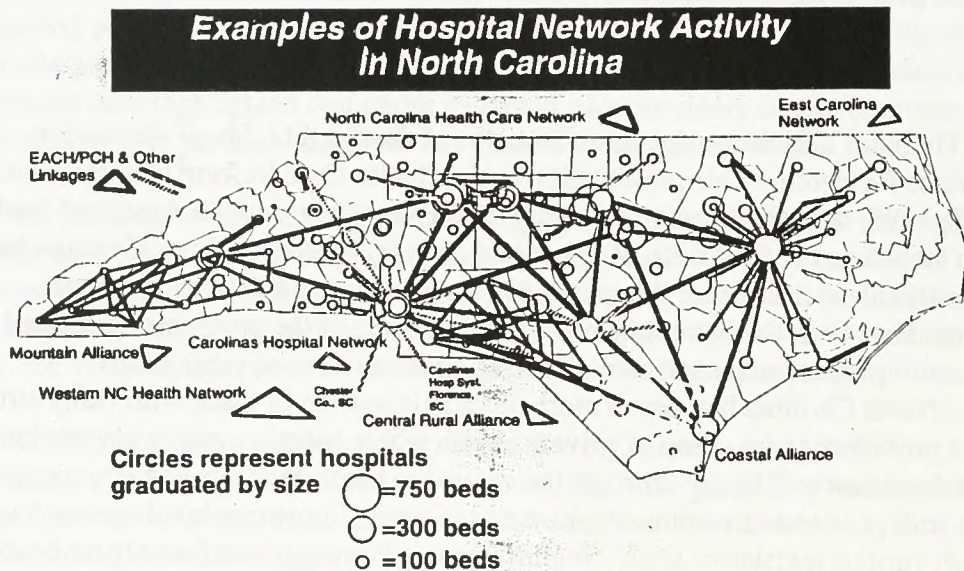 Examples of Hospital Network Activity
in North Carolina
North Carolina Health Care Network
East Carolina
Network
EACH/PCH & Other
Linkages
Mountain Alliance
Carolinas Hospital Network
Western NC Health Network
Chester
Co., SC
Carolinas
Hosp Syst.
Florence,
SC
Central Rural Alliance
Coastal Alliance
Circles represent hospitals
graduated by size
=750 beds
=300 beds
=100 beds